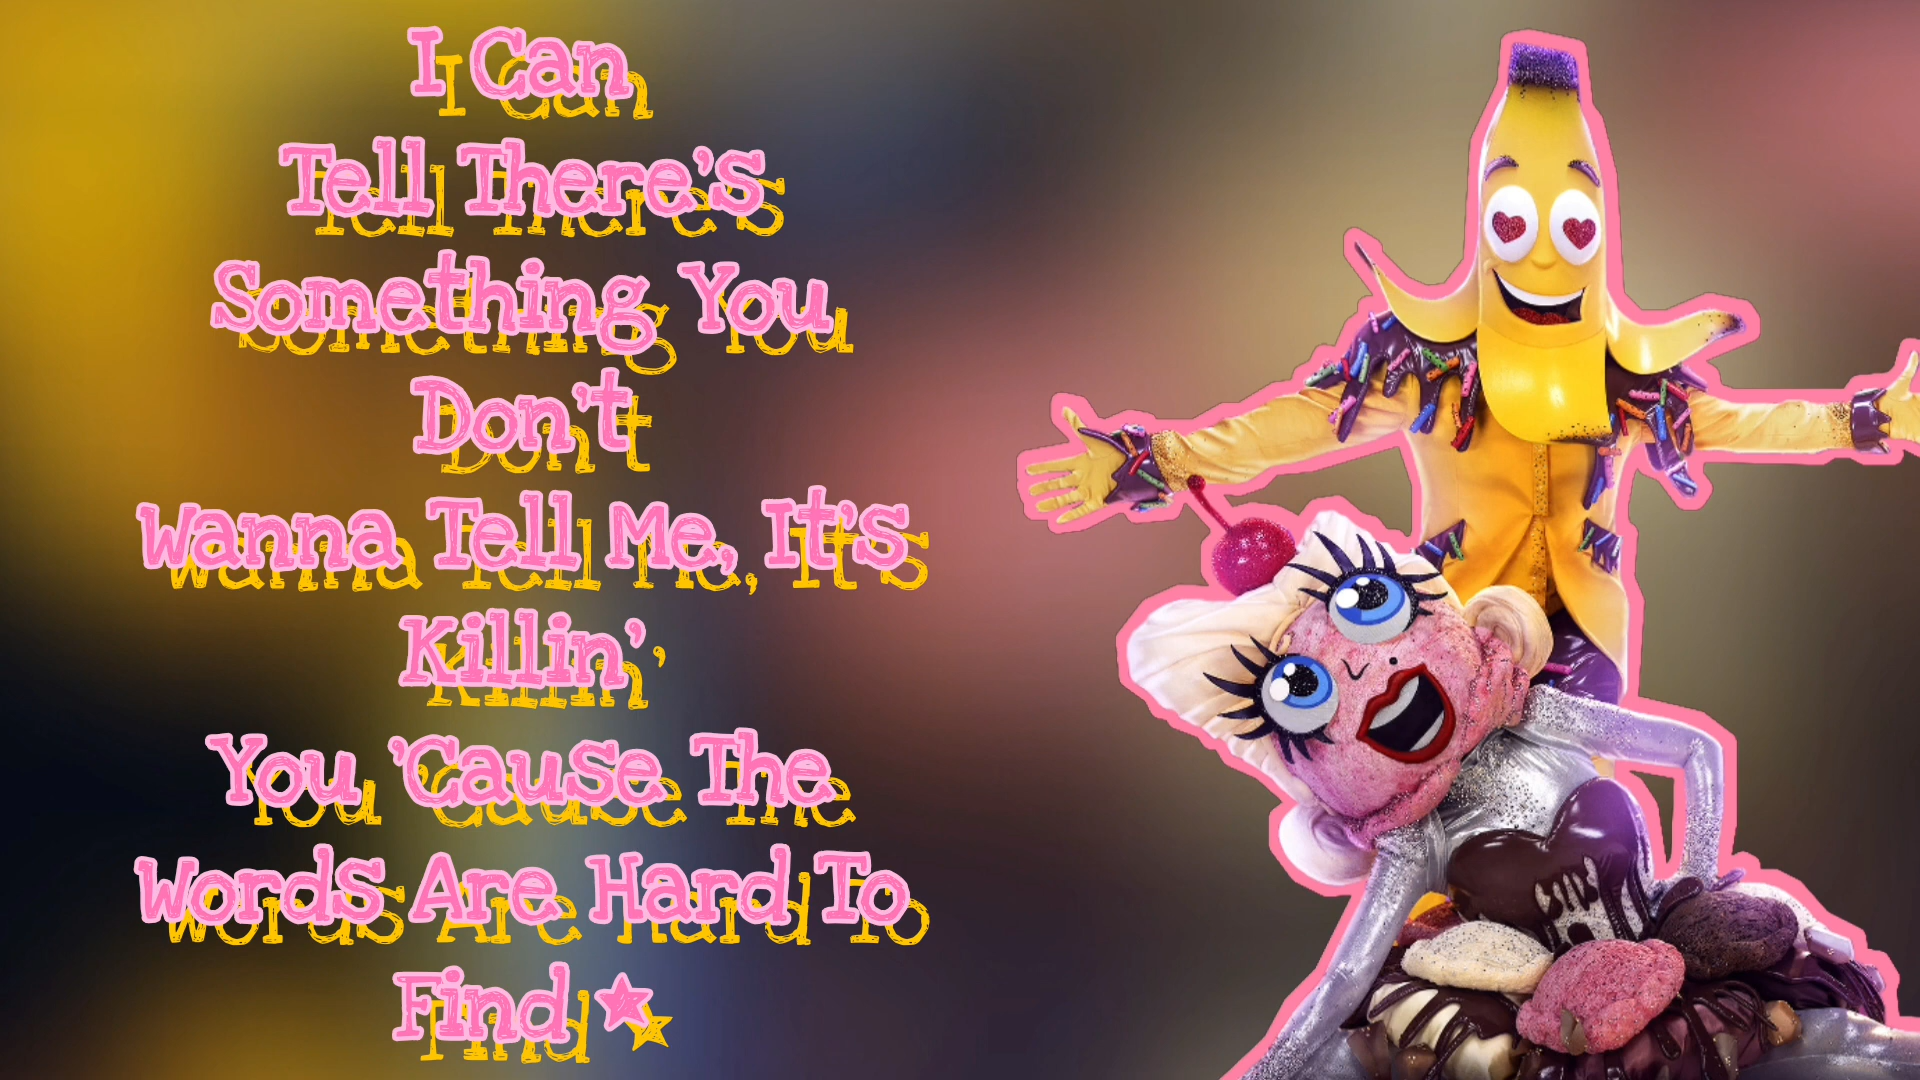 I Can
Tell There's
Something You
Don't
Wanna Tell Me, It's
Killin'
You 'Cause The
Words Are Hard To
Find ★